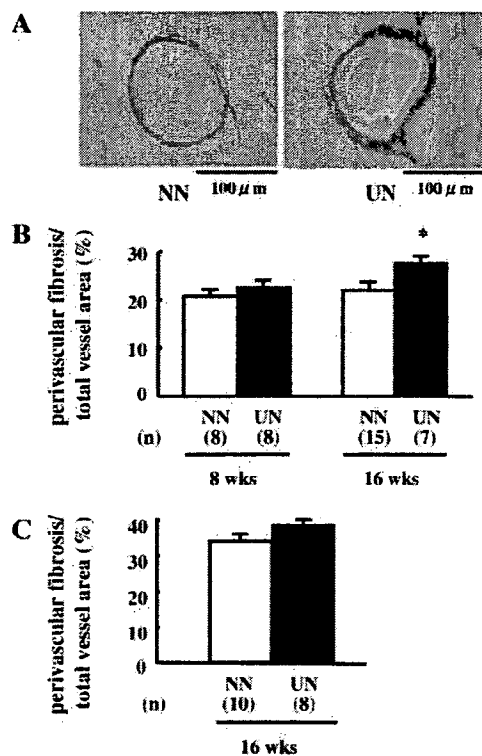 A
100 μm 100 μm
NN UN
B
perivascular fibrosis/
total vessel area (%)
30
20
10
0
*
NN UN NN UN
(n) (8) (8) (15) (7)
8 wks 16 wks
C
perivascular fibrosis/
total vessel area (%)
40
30
20
10
0
NN UN
(n) (10) (8)
16 wks